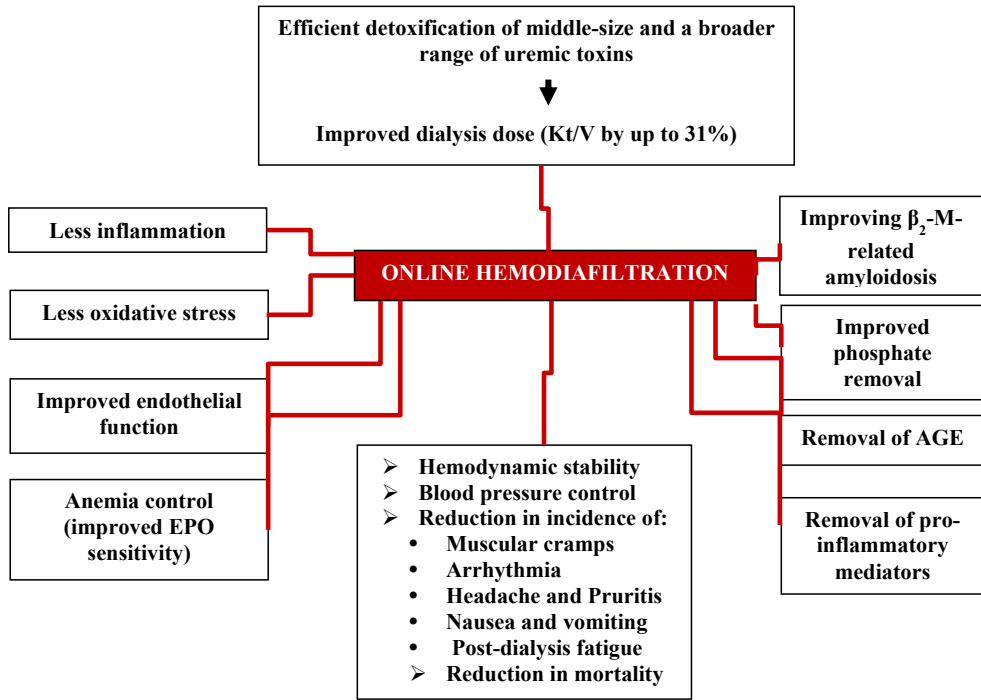 Efficient detoxification of middle-size and a broader
range of uremic toxins
Improved dialysis dose (Kt/V by up to 31%)
Less inflammation
Less oxidative stress
Improved endothelial
function
Anemia control
(improved EPO
sensitivity)
ONLINE HEMODIAFILTRATION
Improving β₂-M-
related
amyloidosis
Improved
phosphate
removal
Removal of AGE
Removal of pro-
inflammatory
mediators
➢ Hemodynamic stability
➢ Blood pressure control
➢ Reduction in incidence of:
• Muscular cramps
• Arrhythmia
• Headache and Pruritis
• Nausea and vomiting
• Post-dialysis fatigue
➢ Reduction in mortality